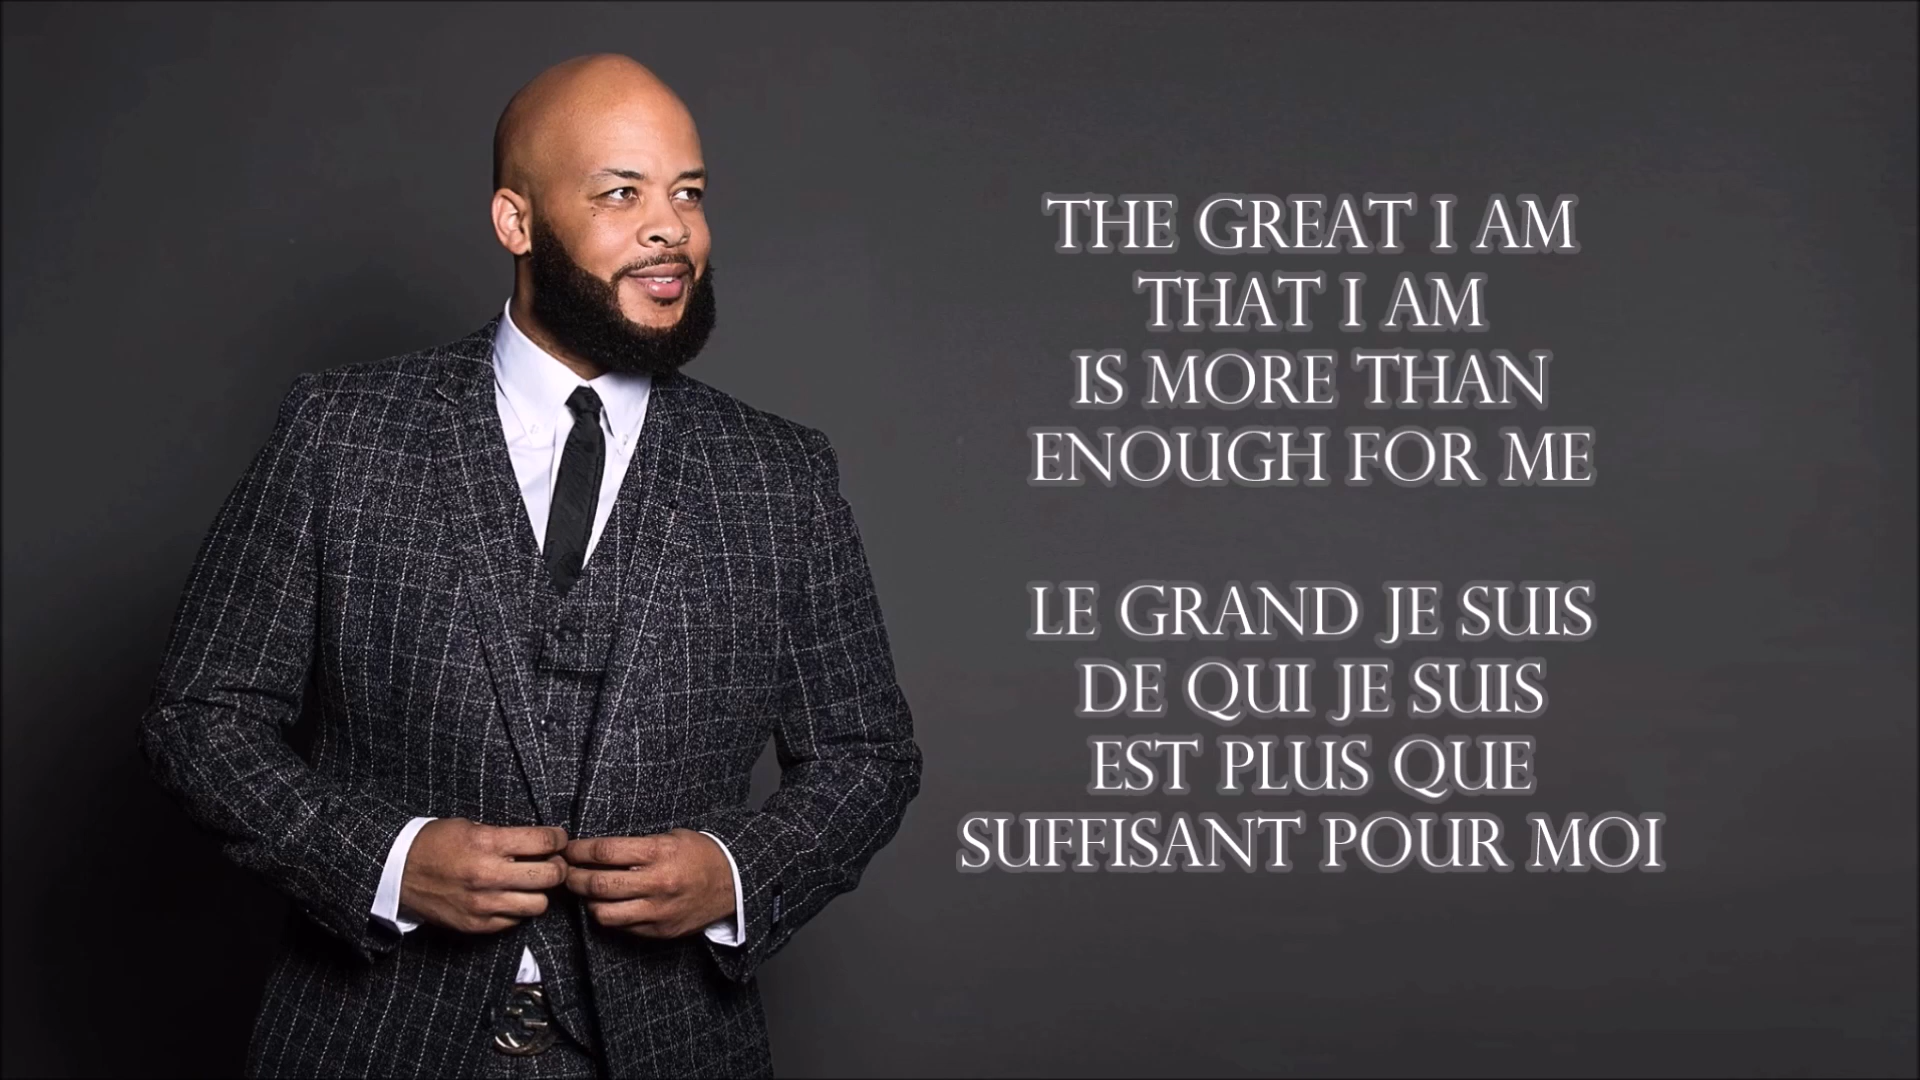 THE GREAT I AM
THAT I AM
IS MORE THAN
ENOUGH FOR ME
LE GRAND JE SUIS
DE QUI JE SUIS
EST PLUS QUE
SUFFISANT POUR MOI